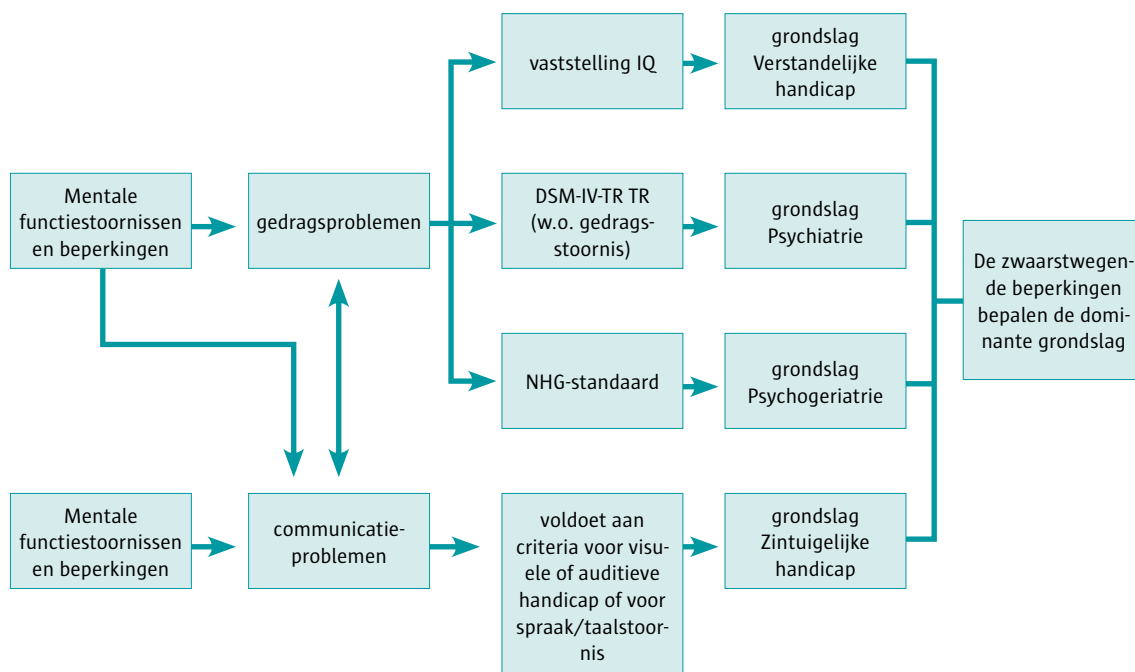 vaststelling IQ
grondslag
Verstandelijke
handicap
Mentale
functiestoornissen
en beperkingen
gedragsproblemen
DSM-IV-TR TR
(w.o. gedrags-
stoornis)
grondslag
Psychiatrie
De zwaarstwegen-
de beperkingen
bepalen de domi-
nante grondslag
NHG-standaard
grondslag
Psychogeriatrie
Mentale
functiestoornissen
en beperkingen
communicatie-
problemen
voldoet aan
criteria voor visu-
ele of auditieve
handicap of voor
spraak/taalstoor-
nis
grondslag
Zintuigelijke
handicap